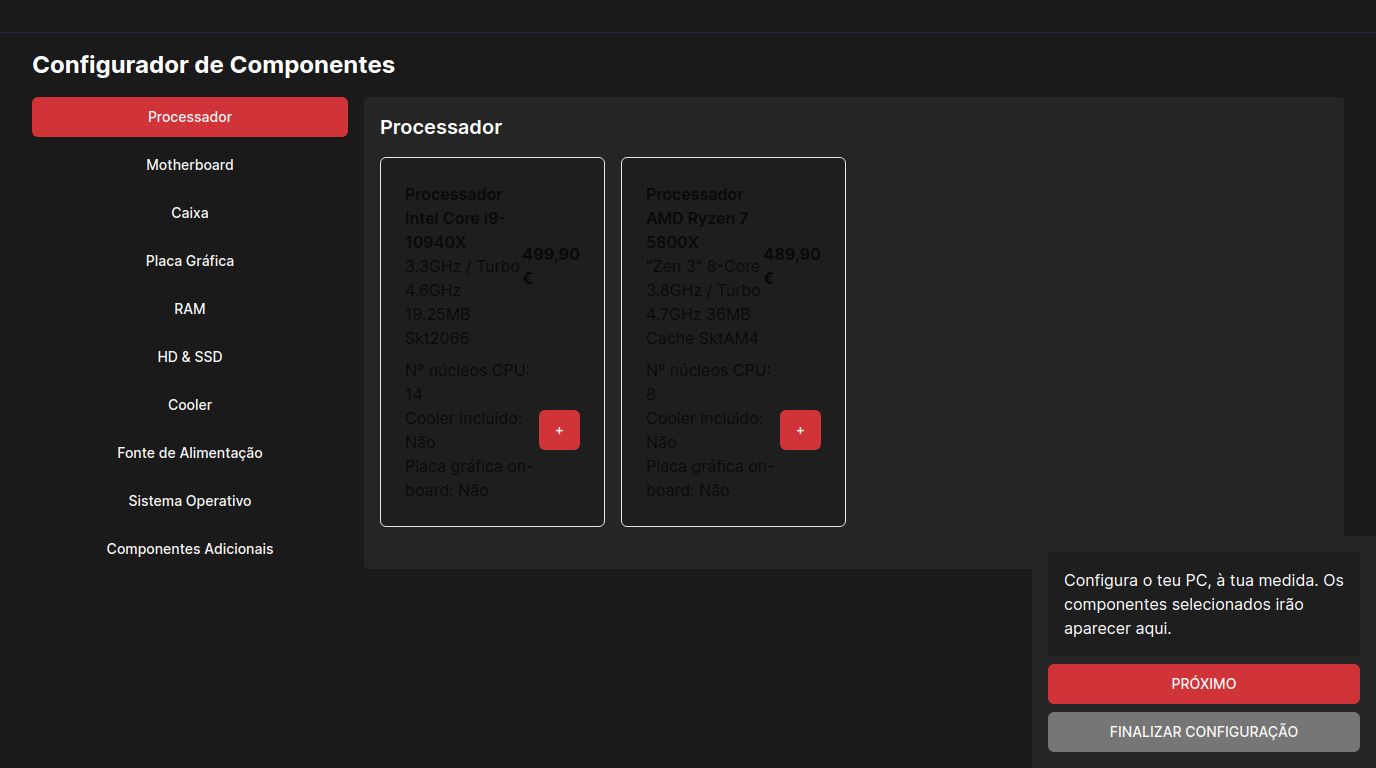 Configurador de Componentes
Processador
Motherboard
Caixa
Placa Gráfica
RAM
HD & SSD
Cooler
Fonte de Alimentação
Sistema Operativo
Componentes Adicionais
Processador
Processador
Intel Core i9-
10940X
3.3GHz / Turbo
4.6GHz
19.25MB
Skt2066
499,90
€
Nº núcleos CPU:
14
Cooler incluido:
Não
Placa gráfica on-
board: Não
+
Processador
AMD Ryzen 7
5800X
"Zen 3" 8-Core
3.8GHz / Turbo
4.7GHz 36MB
Cache SktAM4
489,90
€
Nº núcleos CPU:
8
Cooler incluido:
Não
Placa gráfica on-
board: Não
+
Configura o teu PC, à tua medida. Os
componentes selecionados irão
aparecer aqui.
PRÓXIMO
FINALIZAR CONFIGURAÇÃO